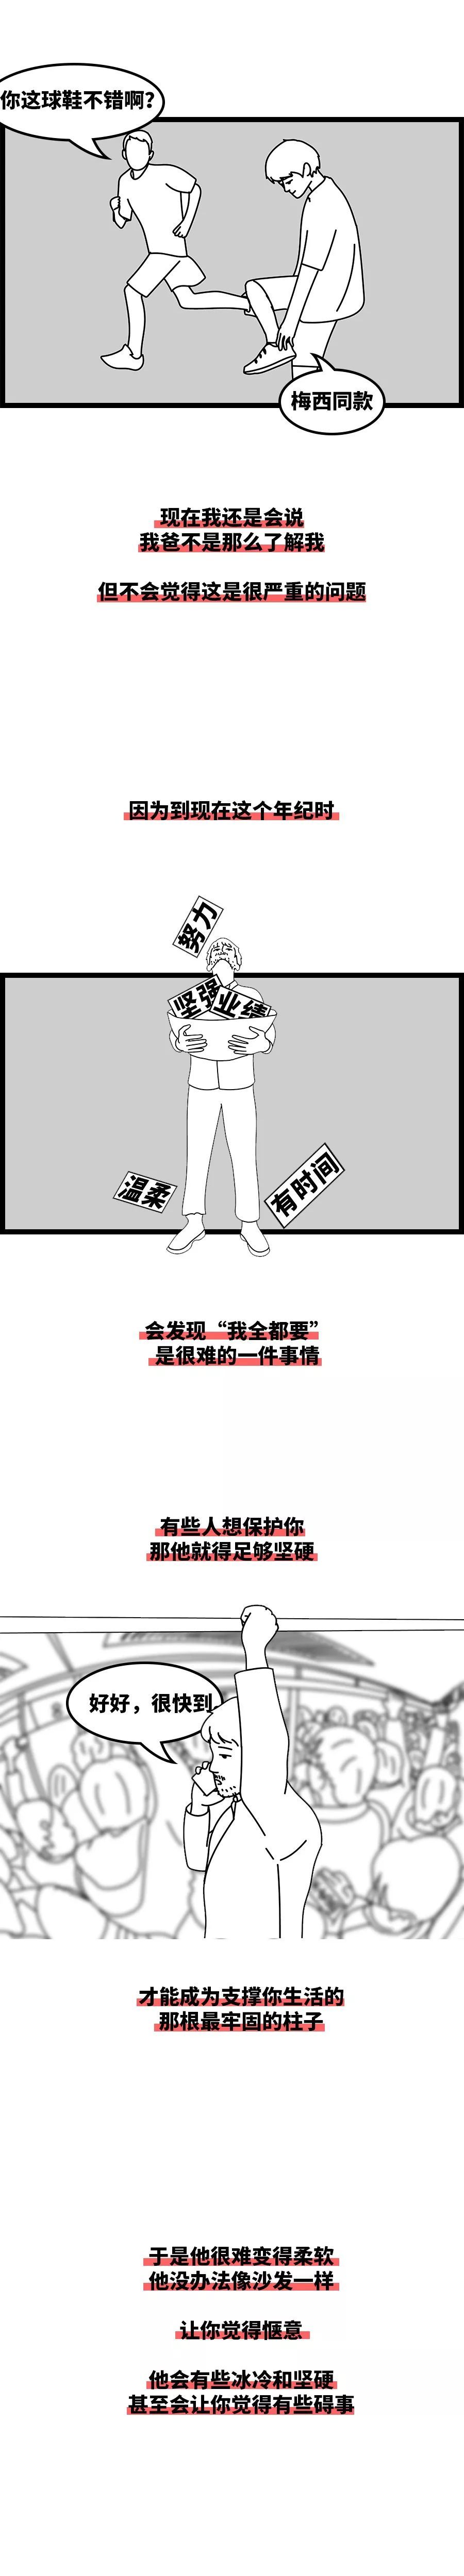 你这球鞋不错啊？
梅西同款
现在我还是会说
我爸不是那么了解我
但不会觉得这是很严重的问题
因为到现在这个年纪时
努力
坚强
业绩
温柔
有时间
会发现“我全都要”
是很难的一件事情
有些人想保护你
那他就得足够坚硬
好好，很快到
才能成为支撑你生活的
那根最牢固的柱子
于是他很难变得柔软
他没办法像沙发一样
让你觉得惬意
他会有些冰冷和坚硬
甚至会让你觉得有些碍事